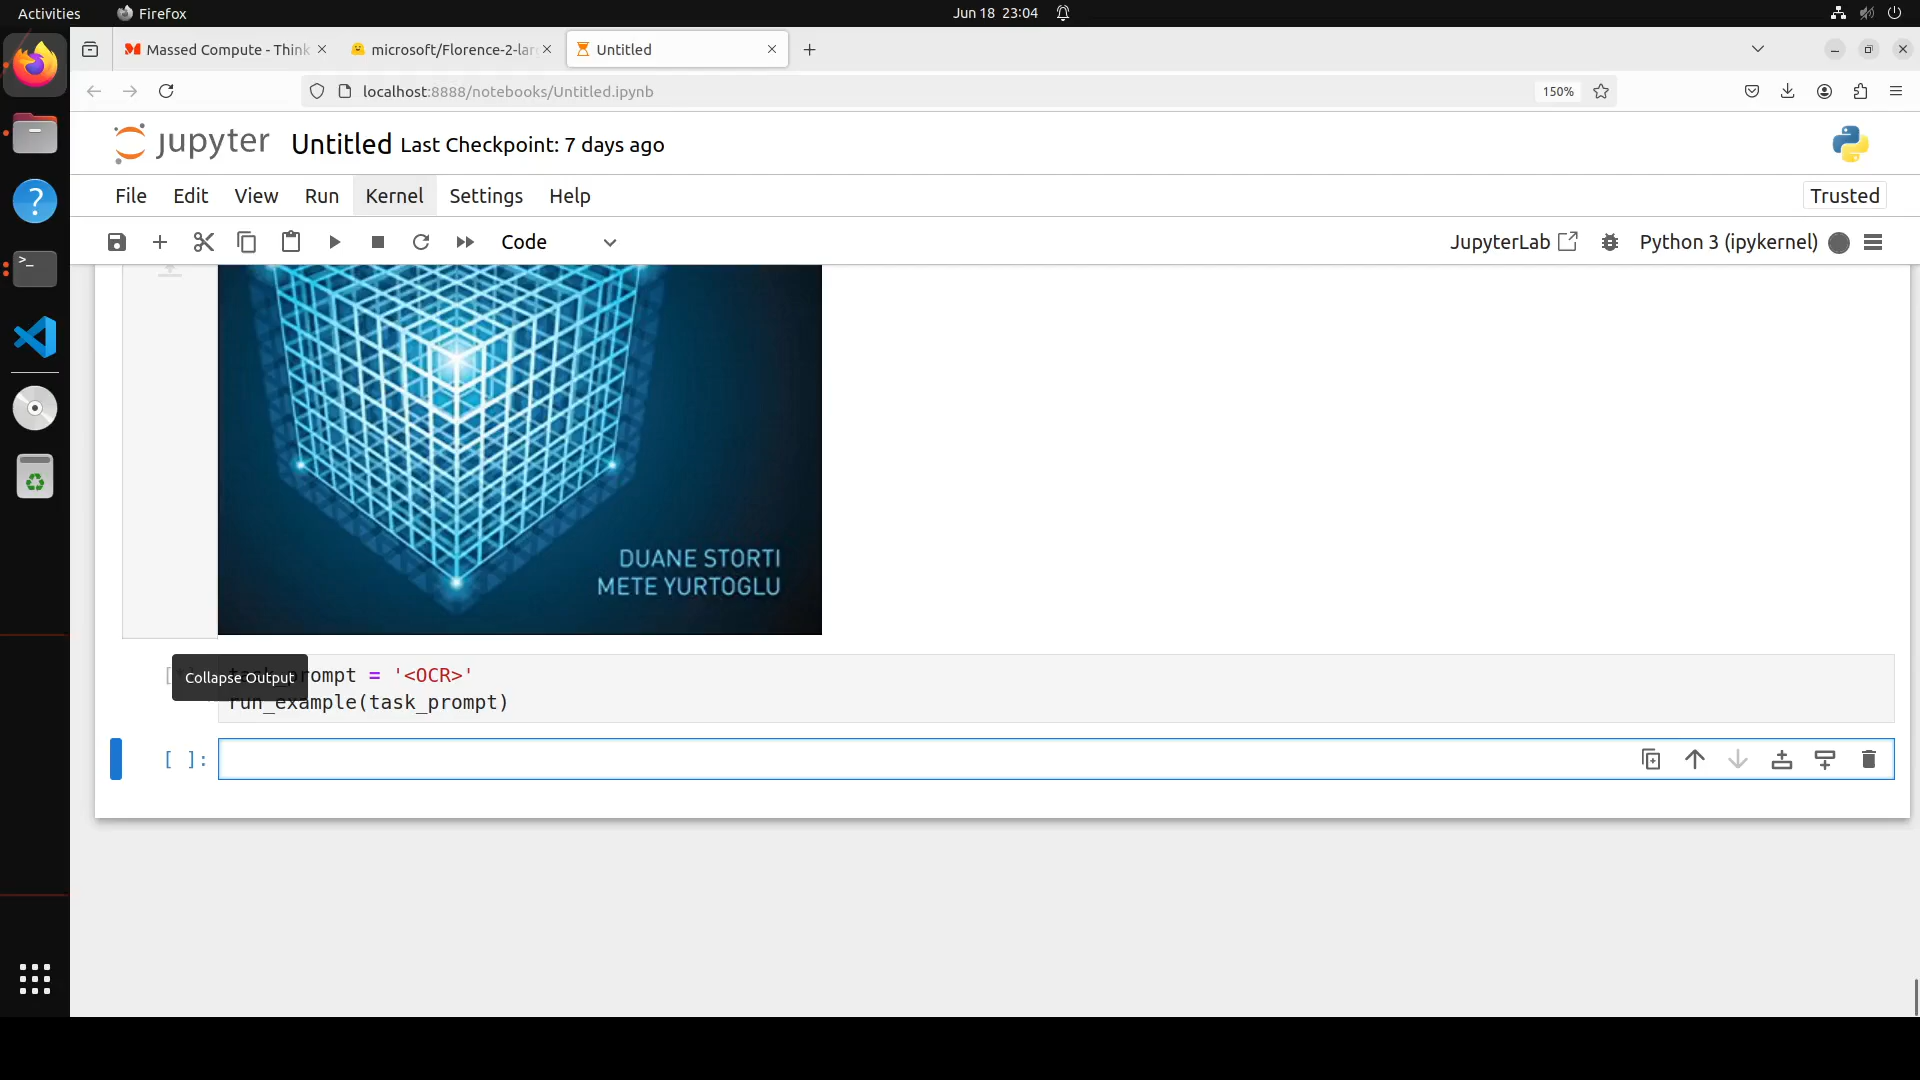 Activities
Firefox
Jun 18 23:04
Massed Compute - Think
microsoft/Florence-2-lar
Untitled
localhost:8888/notebooks/Untitled.ipynb
150%
jupyter
Untitled Last Checkpoint: 7 days ago
File Edit View Run Kernel Settings Help
Trusted
Code
JupyterLab
Python 3 (ipykernel)
DUANE STORTI
METE YURTOGLU
Collapse Output
prompt = '<OCR>'
run_example(task_prompt)
[ ]: